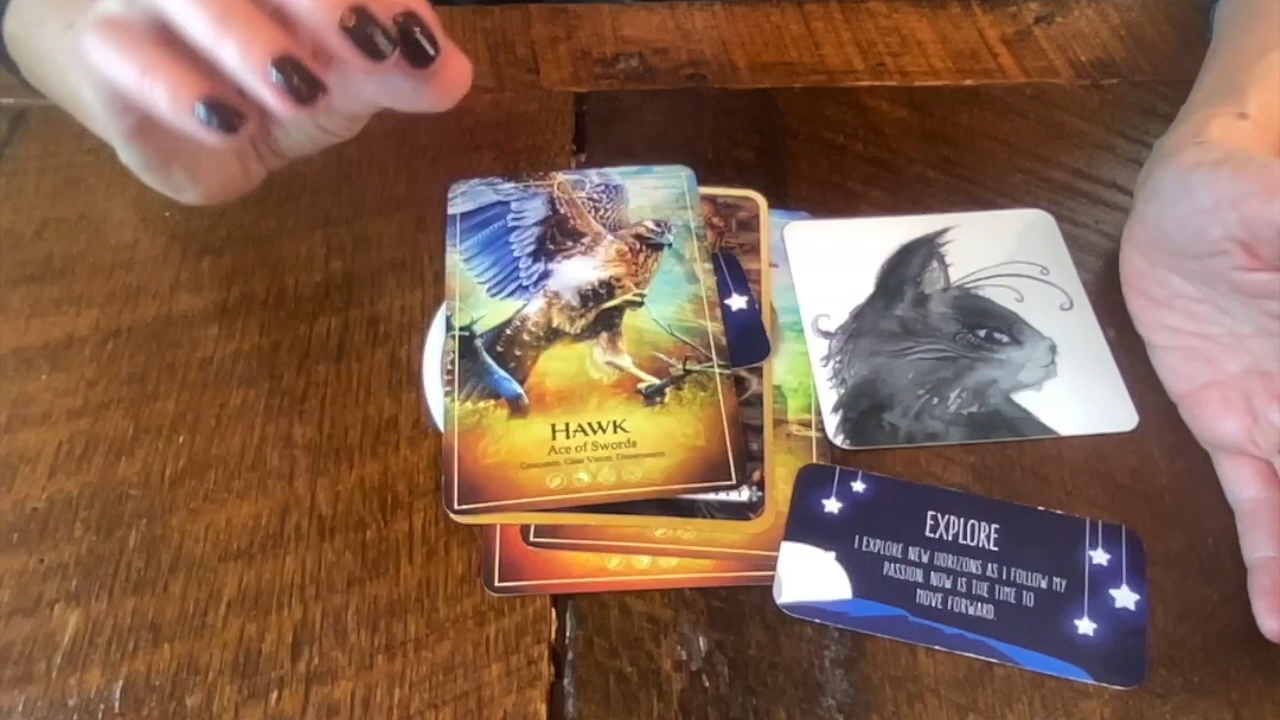 HAWK
Ace of Swords
EXPLORE
I EXPLORE NEW HORIZONS AS I FOLLOW MY
PASSION. NOW IS THE TIME TO
MOVE FORWARD.